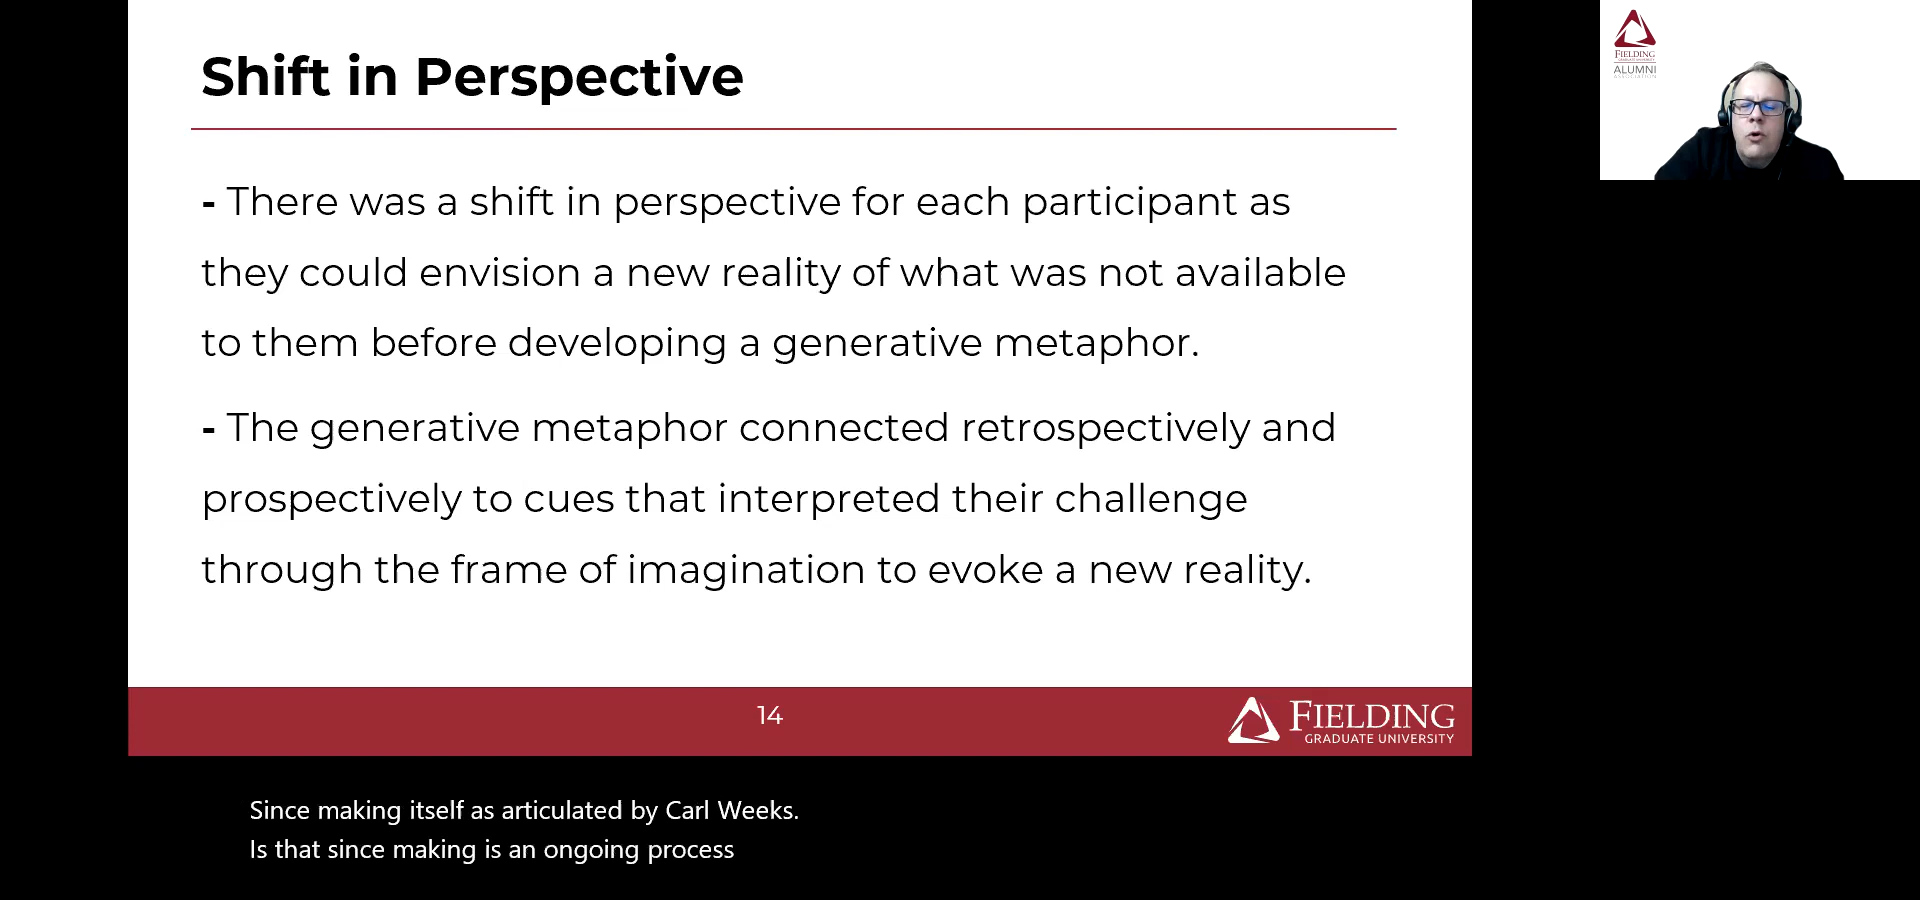 Shift in Perspective
- There was a shift in perspective for each participant as
they could envision a new reality of what was not available
to them before developing a generative metaphor.
- The generative metaphor connected retrospectively and
prospectively to cues that interpreted their challenge
through the frame of imagination to evoke a new reality.
14
FIELDING
GRADUATE UNIVERSITY
FIELDING
GRADUATE UNIVERSITY
ALUMNI
ASSOCIATION
Since making itself as articulated by Carl Weeks.
Is that since making is an ongoing process